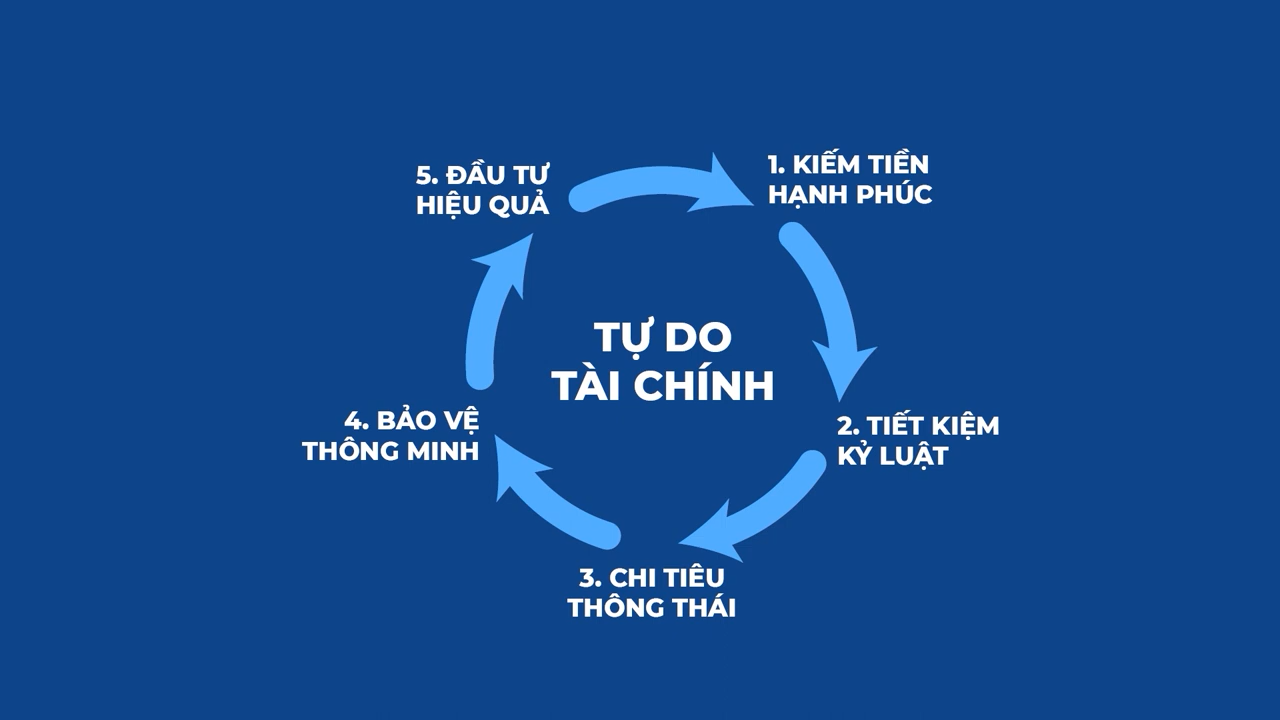 1. KIẾM TIỀN
HẠNH PHÚC
2. TIẾT KIỆM
KỶ LUẬT
3. CHI TIÊU
THÔNG THÁI
4. BẢO VỆ
THÔNG MINH
5. ĐẦU TƯ
HIỆU QUẢ
TỰ DO
TÀI CHÍNH